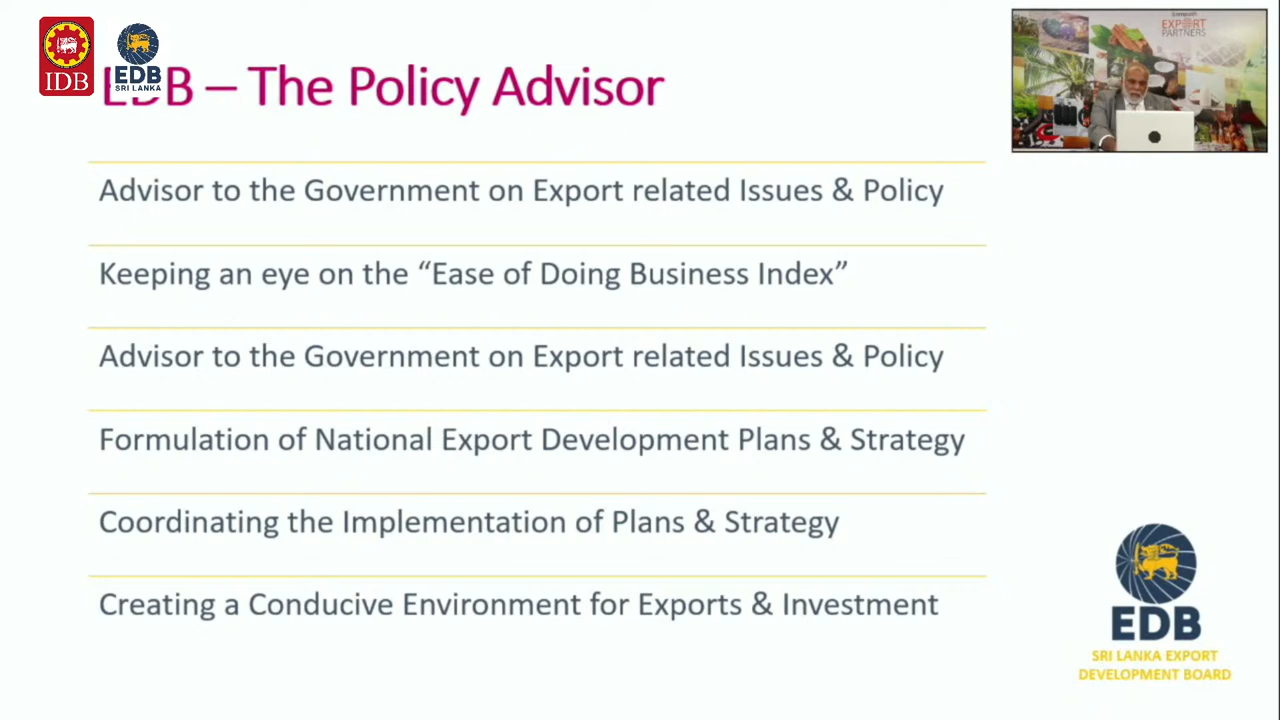 IDB
EDB
SRI LANKA
EDB – The Policy Advisor
EXPORT
PARTNERS
Advisor to the Government on Export related Issues & Policy
Keeping an eye on the “Ease of Doing Business Index”
Advisor to the Government on Export related Issues & Policy
Formulation of National Export Development Plans & Strategy
Coordinating the Implementation of Plans & Strategy
Creating a Conducive Environment for Exports & Investment
EDB
SRI LANKA EXPORT
DEVELOPMENT BOARD